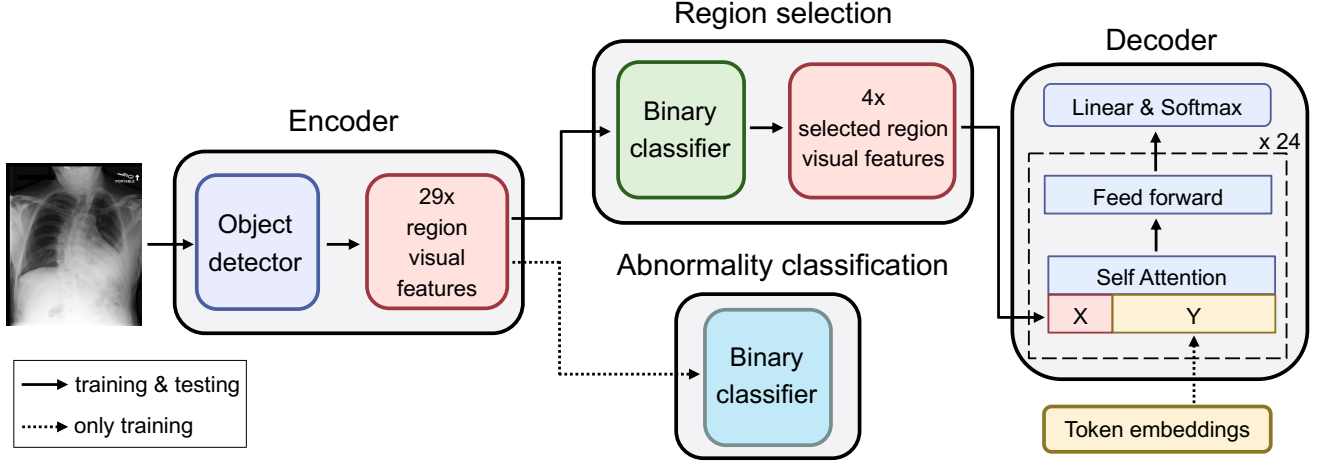 Region selection
Decoder
Encoder
Binary
classifier
4x
selected region
visual features
Linear & Softmax
x 24
Feed forward
Self Attention
X
Y
Token embeddings
PORTABLE
Object
detector
29x
region
visual
features
Abnormality classification
Binary
classifier
training & testing
only training